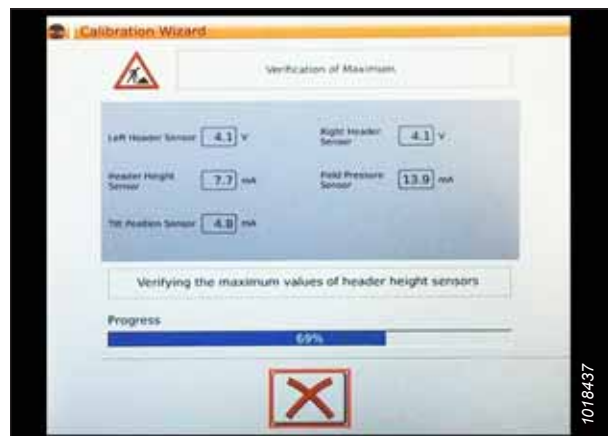 Calibration Wizard
Verification of Maximum
Left Header Sensor 4.1 V
Right Header Sensor 4.1 V
Header Height Sensor 7.7 mA
Field Pressure Sensor 13.9 mA
Tilt Position Sensor 4.8 mA
Verifying the maximum values of header height sensors
Progress
69%
1018437